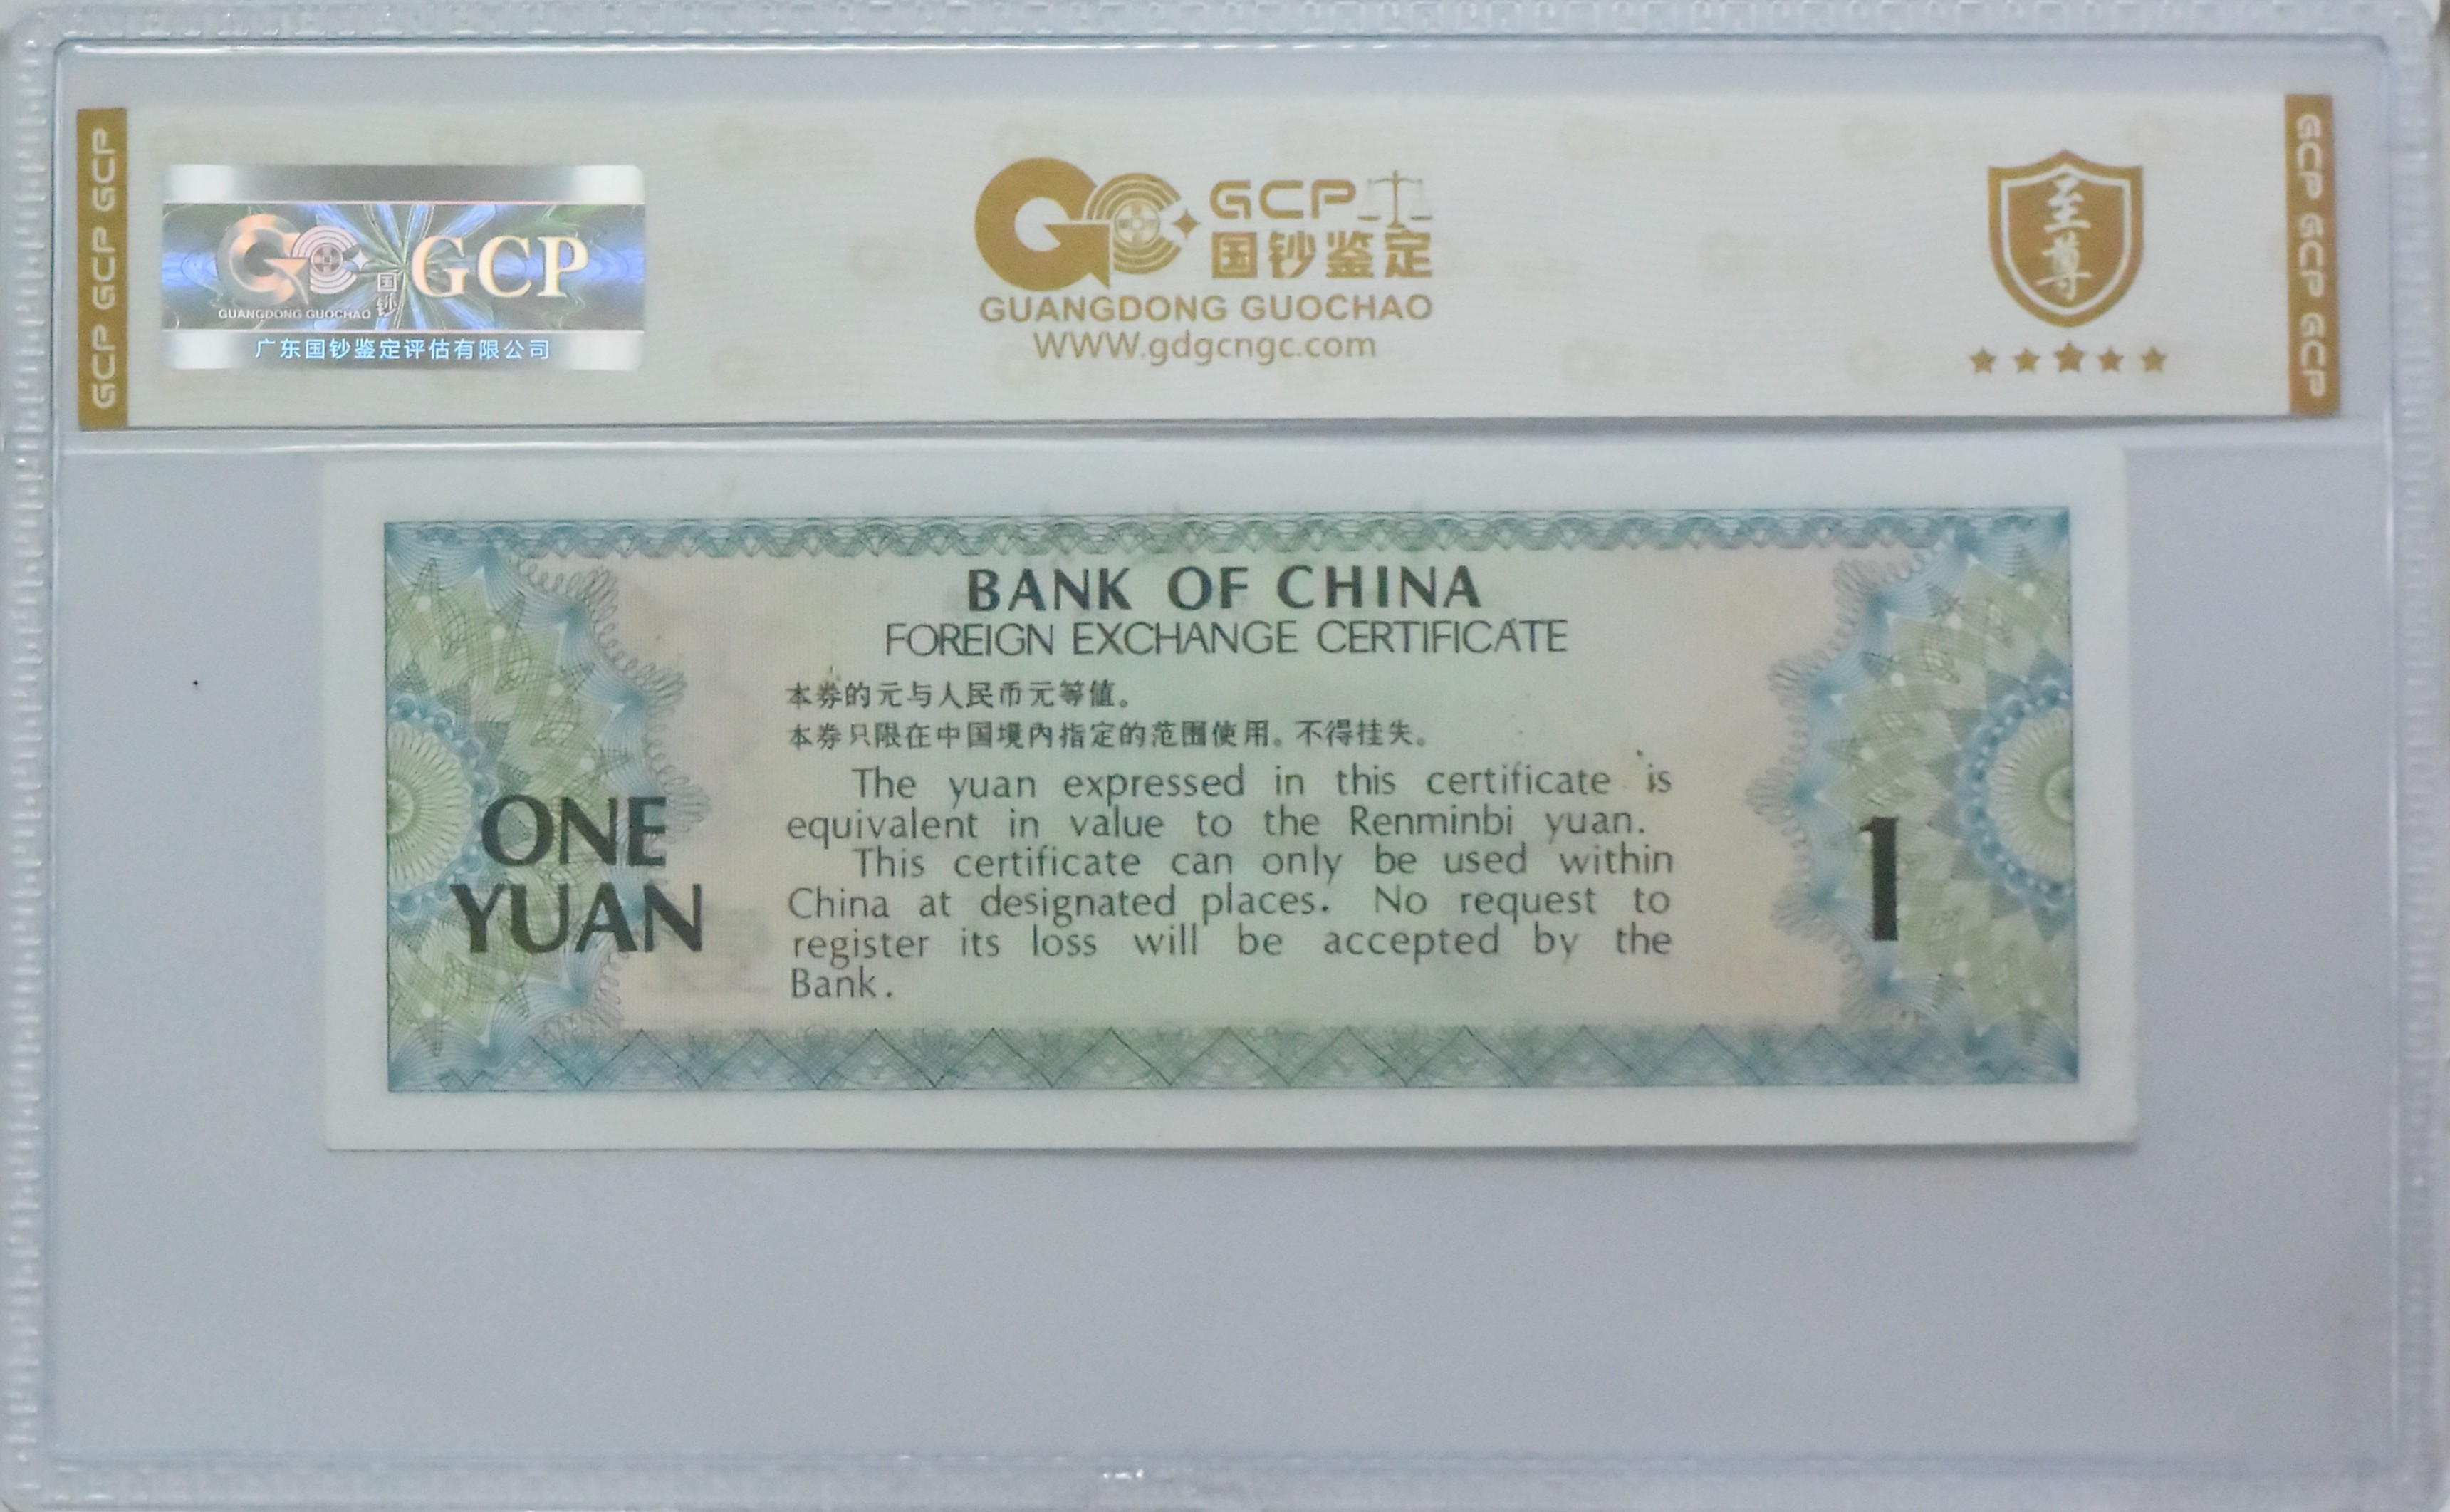 GCP GCP GCP
GCP
国
钞
GUANGDONG GUOCHAO
广东国钞鉴定评估有限公司
GCP
国钞鉴定
GUANGDONG GUOCHAO
WWW.gdgcngc.com
至
尊
GCP GCP GCP
BANK OF CHINA
FOREIGN EXCHANGE CERTIFICATE
本券的元与人民币元等值。
本券只限在中国境内指定的范围使用。不得挂失。
The yuan expressed in this certificate is
equivalent in value to the Renminbi yuan.
This certificate can only be used within
China at designated places. No request to
register its loss will be accepted by the
Bank.
ONE
YUAN
1